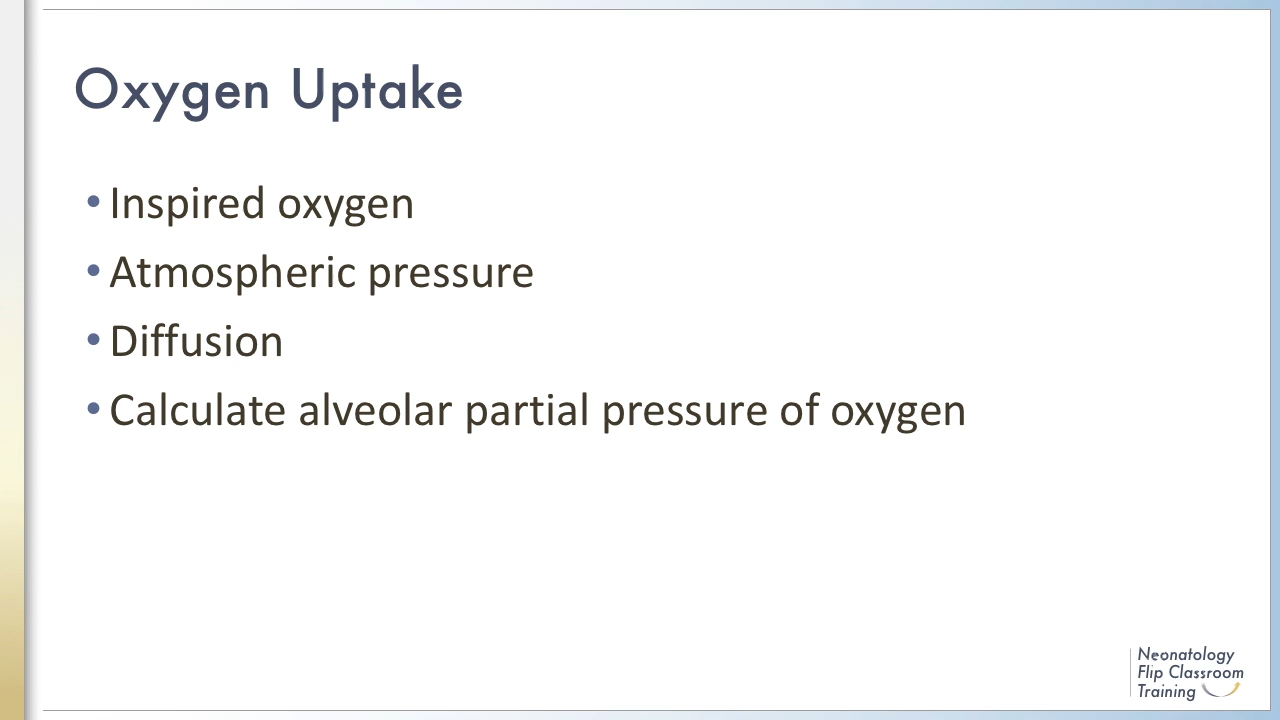 Oxygen Uptake
• Inspired oxygen
• Atmospheric pressure
• Diffusion
• Calculate alveolar partial pressure of oxygen
Neonatology
Flip Classroom
Training